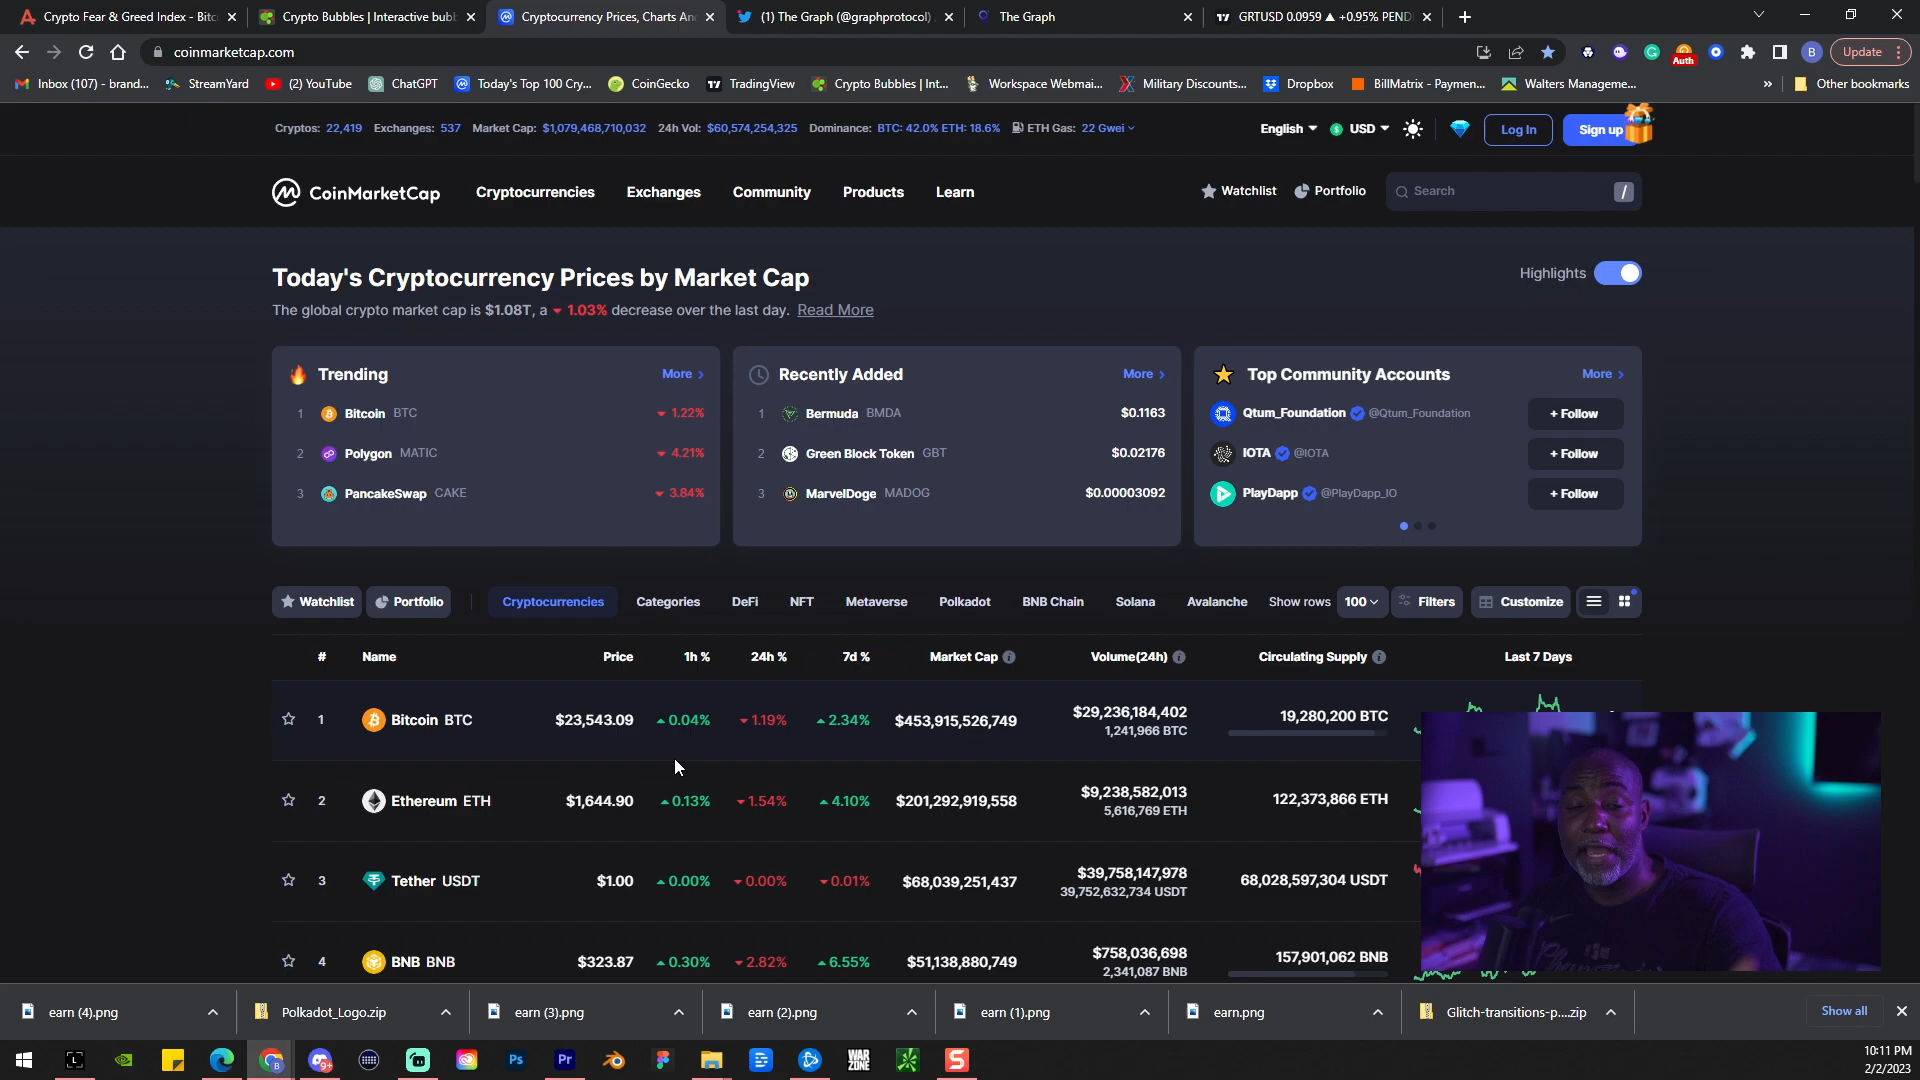 Crypto Fear & Greed Index - Bitc
Crypto Bubbles | Interactive bubb
Cryptocurrency Prices, Charts An
(1) The Graph (@graphprotocol)
The Graph
GRTUSD 0.0959 ▲ +0.95% PEND
coinmarketcap.com
Auth
B
Update
Inbox (107) - brand...
StreamYard
(2) YouTube
ChatGPT
Today's Top 100 Cry...
CoinGecko
TradingView
Crypto Bubbles | Int...
Workspace Webmai...
Military Discounts...
Dropbox
BillMatrix - Paymen...
Walters Manageme...
»
Other bookmarks
Cryptos: 22,419 Exchanges: 537 Market Cap: $1,079,468,710,032 24h Vol: $60,574,254,325 Dominance: BTC: 42.0% ETH: 18.6% ETH Gas: 22 Gwei
English
USD
Log In
Sign up
CoinMarketCap
Cryptocurrencies
Exchanges
Community
Products
Learn
Watchlist
Portfolio
Search
/
Today's Cryptocurrency Prices by Market Cap
Highlights
The global crypto market cap is $1.08T, a 1.03% decrease over the last day. Read More
Trending
More
1 Bitcoin BTC 1.22%
2 Polygon MATIC 4.21%
3 PancakeSwap CAKE 3.84%
Recently Added
More
1 Bermuda BMDA $0.1163
2 Green Block Token GBT $0.02176
3 MarvelDoge MADOG $0.00003092
Top Community Accounts
More
Qtum_Foundation @Qtum_Foundation + Follow
IOTA @IOTA + Follow
PlayDapp @PlayDapp_IO + Follow
Watchlist
Portfolio
Cryptocurrencies
Categories
DeFi
NFT
Metaverse
Polkadot
BNB Chain
Solana
Avalanche
Show rows
100
Filters
Customize
# Name Price 1h % 24h % 7d % Market Cap Volume(24h) Circulating Supply Last 7 Days
1 Bitcoin BTC $23,543.09 0.04% 1.19% 2.34% $453,915,526,749 $29,236,184,402 19,280,200 BTC
1,241,966 BTC
2 Ethereum ETH $1,644.90 0.13% 1.54% 4.10% $201,292,919,558 $9,238,582,013 122,373,866 ETH
5,616,769 ETH
3 Tether USDT $1.00 0.00% 0.00% 0.01% $68,039,251,437 $39,758,147,978 68,028,597,304 USDT
39,752,632,734 USDT
4 BNB BNB $323.87 0.30% 2.82% 6.55% $51,138,880,749 $758,036,698 157,901,062 BNB
2,341,087 BNB
earn (4).png
Polkadot_Logo.zip
earn (3).png
earn (2).png
earn (1).png
earn.png
Glitch-transitions-p....zip
Show all
9+
Ps
Pr
WAR
ZONE
10:11 PM
2/2/2023